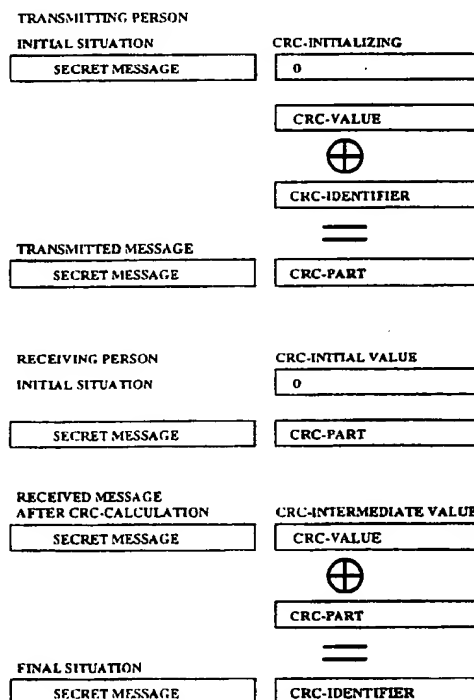 TRANSMITTING PERSON
INITIAL SITUATION CRC-INITIALIZING
SECRET MESSAGE 0
CRC-VALUE
CRC-IDENTIFIER
TRANSMITTED MESSAGE
SECRET MESSAGE CRC-PART
RECEIVING PERSON CRC-INITIAL VALUE
INITIAL SITUATION 0
SECRET MESSAGE CRC-PART
RECEIVED MESSAGE
AFTER CRC-CALCULATION CRC-INTERMEDIATE VALUE
SECRET MESSAGE CRC-VALUE
CRC-PART
FINAL SITUATION
SECRET MESSAGE CRC-IDENTIFIER